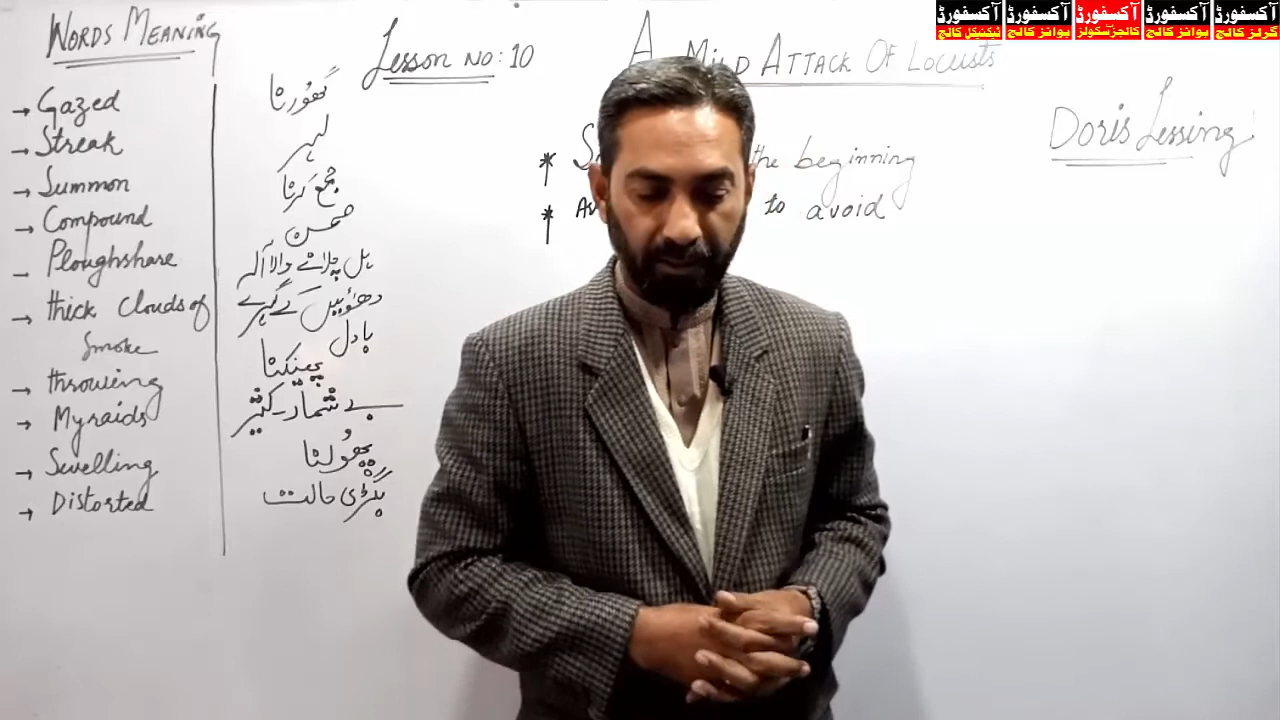 آکسفورڈ ٹیکنیکل کالج
آکسفورڈ بوائز کالج
آکسفورڈ کالجز سکولز
آکسفورڈ بوائز کالج
آکسفورڈ گرلز کالج
WORDS MEANING
Lesson NO: 10
A MILD ATTACK OF LOCUSTS
Doris Lessing
→ Gazed گھورنا
→ Streak لہر
→ Summon جمع کرنا
→ Compound صحن
→ Ploughshare ہل چلانے والا آلہ
→ thick Clouds of دھوئیں کے گہرے
Smoke بادل
→ throwing پھینکنا
→ Myraids بے شمار - کثیر
→ Swelling پھولنا
→ Distorted بگڑی حالت
* the beginning
* to avoid